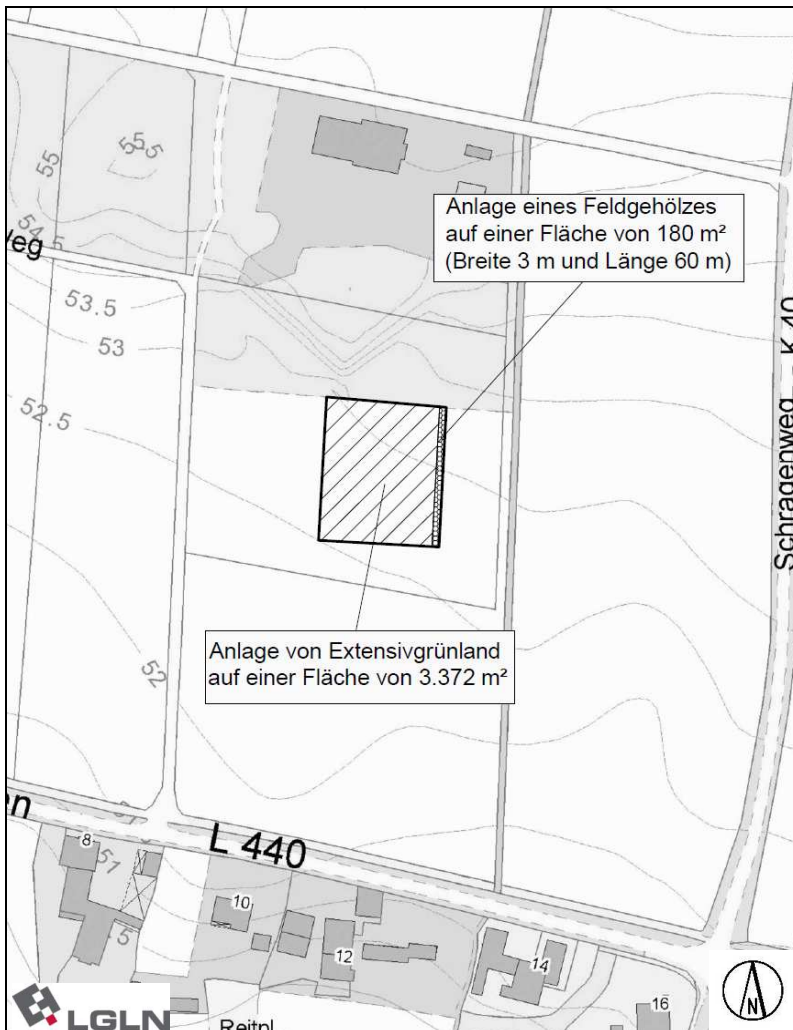 55
55.5
54.5
Anlage eines Feldgehölzes
auf einer Fläche von 180 m²
(Breite 3 m und Länge 60 m)
53.5
53
52.5
Schragenweg K 40
Anlage von Extensivgrünland
auf einer Fläche von 3.372 m²
52
L 440
8
51
10
12
14
16
LGLN
Reitpl
N